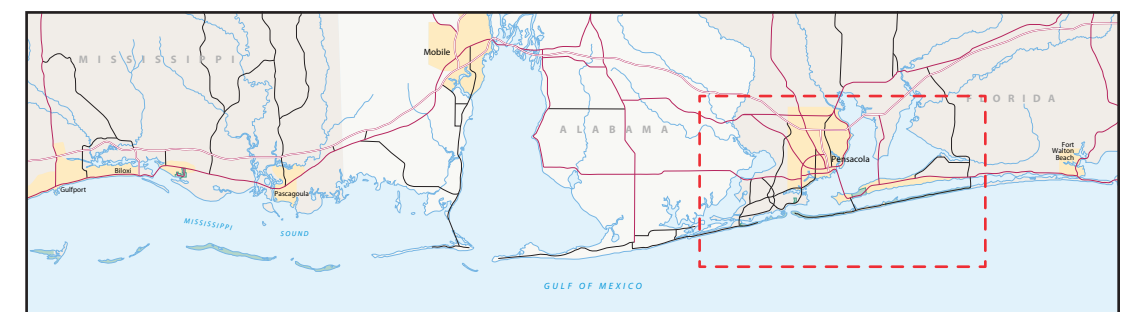 Mobile
MISSISSIPPI
FLORIDA
ALABAMA
Fort
Walton
Beach
Pensacola
Biloxi
Gulfport
Pascagoula
MISSISSIPPI
SOUND
GULF OF MEXICO